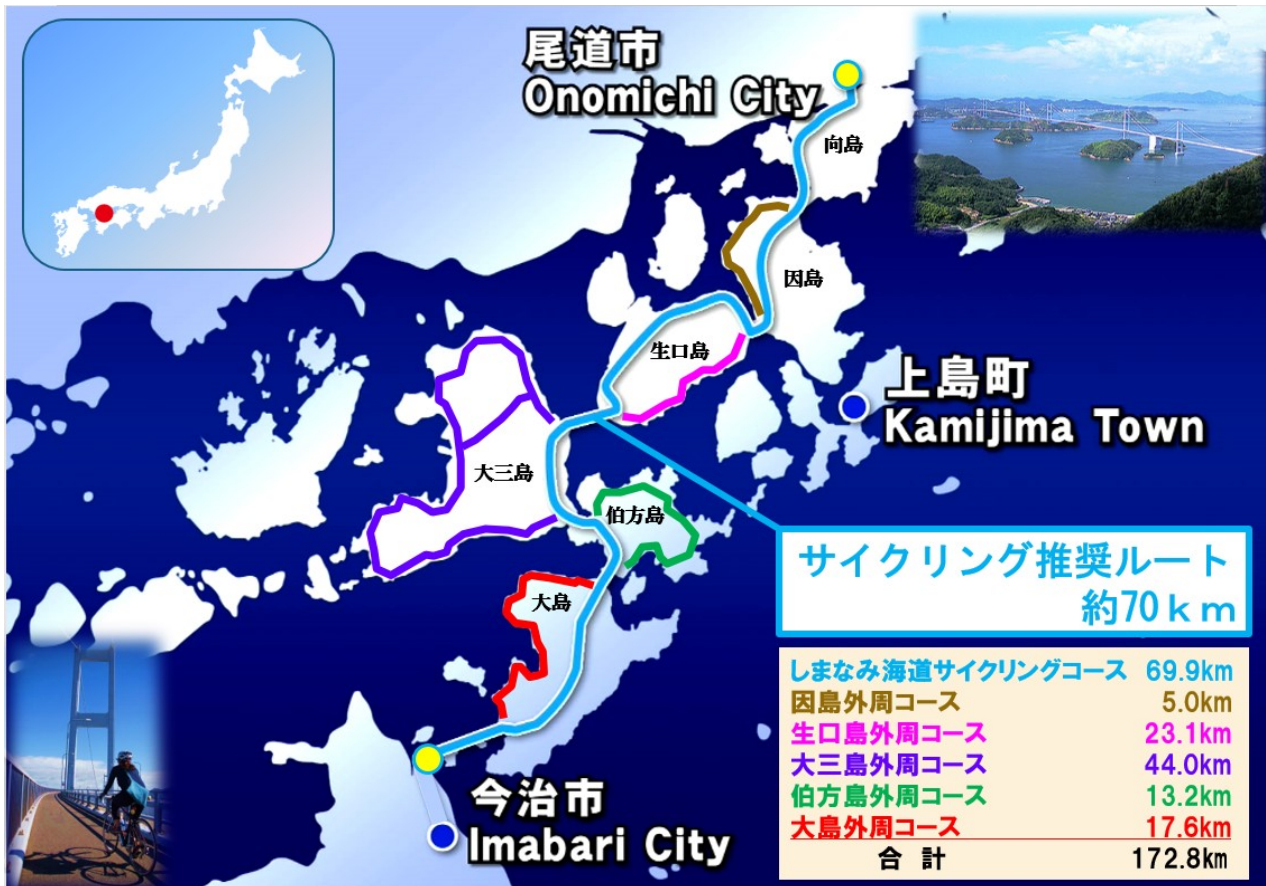 尾道市
Onomichi City
向島
因島
生口島
上島町
Kamijima Town
大三島
伯方島
大島
サイクリング推奨ルート
約70km
しまなみ海道サイクリングコース 69.9km
因島外周コース 5.0km
生口島外周コース 23.1km
大三島外周コース 44.0km
伯方島外周コース 13.2km
大島外周コース 17.6km
合計 172.8km
今治市
Imabari City